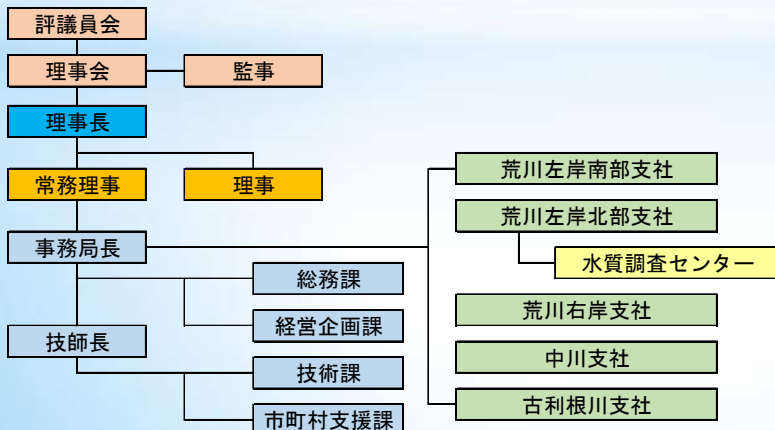 評議員会
理事会
監事
理事長
常務理事
理事
事務局長
総務課
経営企画課
技師長
技術課
市町村支援課
荒川左岸南部支社
荒川左岸北部支社
水質調査センター
荒川右岸支社
中川支社
古利根川支社